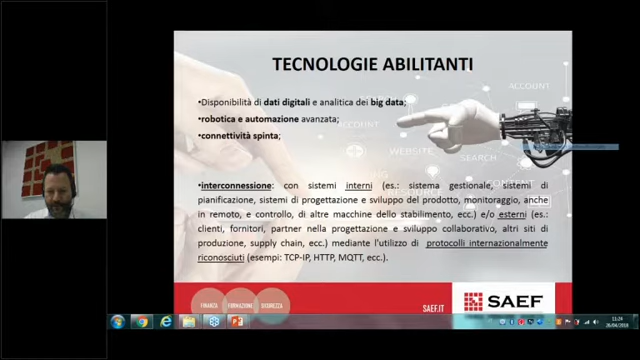 TECNOLOGIE ABILITANTI
ACCOUNT
•Disponibilità di dati digitali e analitica dei big data;
•robotica e automazione avanzata;
ACCOUNT
•connettività spinta;
WEBSITE
SEARCH
•interconnessione: con sistemi interni (es.: sistema gestionale, sistemi di
pianificazione, sistemi di progettazione e sviluppo del prodotto, monitoraggio, anche
in remoto, e controllo, di altre macchine dello stabilimento, ecc.) e/o esterni (es.:
clienti, fornitori, partner nella progettazione e sviluppo collaborativo, altri siti di
produzione, supply chain, ecc.) mediante l'utilizzo di protocolli internazionalmente
riconosciuti (esempi: TCP-IP, HTTP, MQTT, ecc.).
FINANZA FORMAZIONE SICUREZZA
SAEF.IT
SAEF
11:24
26/04/2018